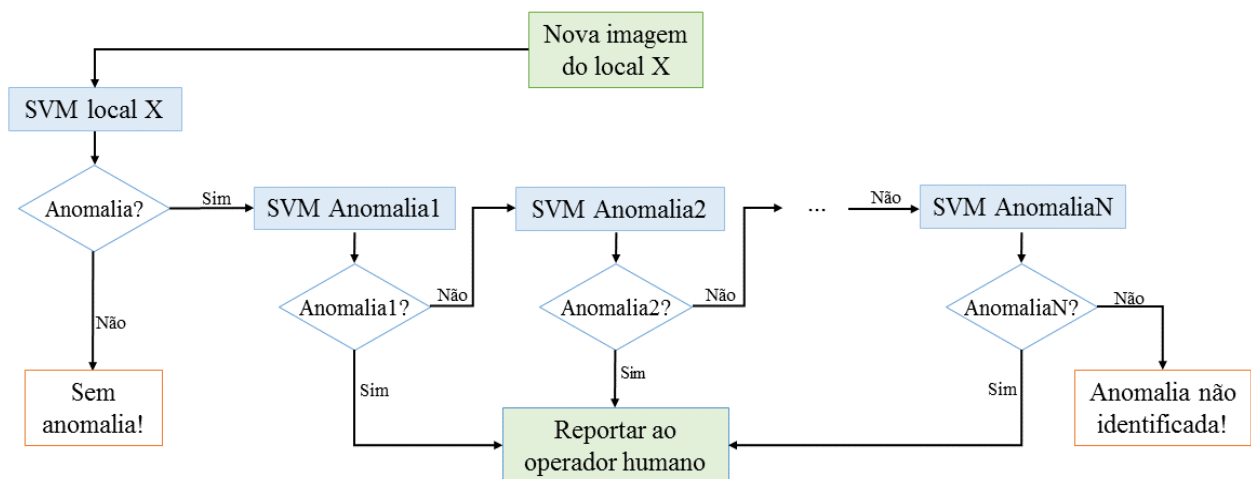 Nova imagem
do local X
SVM local X
Anomalia?
Sim
SVM Anomalia1
SVM Anomalia2
...
Não
SVM AnomaliaN
Anomalia1?
Não
Anomalia2?
Não
AnomaliaN?
Não
Não
Sim
Sim
Sim
Sem
anomalia!
Reportar ao
operador humano
Anomalia não
identificada!